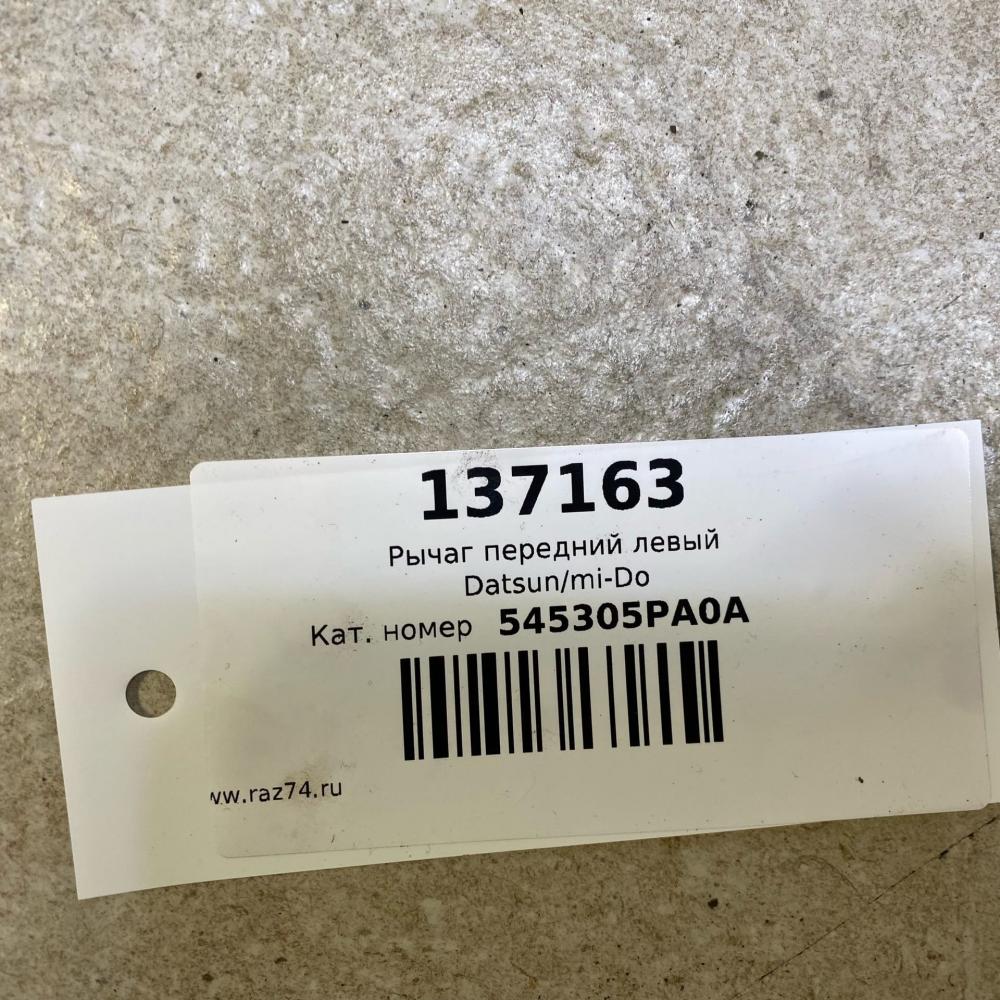 137163
Рычаг передний левый
Datsun/mi-Do
Кат. номер 545305PA0A
ww.raz74.ru